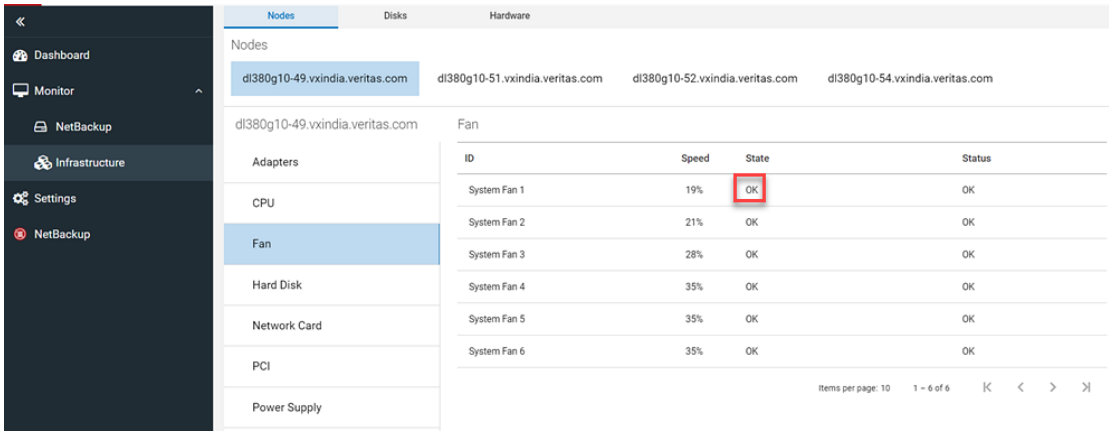 Nodes Disks Hardware
Dashboard
Monitor
NetBackup
Infrastructure
Settings
NetBackup
Nodes
dl380g10-49.vxindia.veritas.com dl380g10-51.vxindia.veritas.com dl380g10-52.vxindia.veritas.com dl380g10-54.vxindia.veritas.com
dl380g10-49.vxindia.veritas.com
Adapters
CPU
Fan
Hard Disk
Network Card
PCI
Power Supply
Fan
ID Speed State Status
System Fan 1 19% OK OK
System Fan 2 21% OK OK
System Fan 3 28% OK OK
System Fan 4 35% OK OK
System Fan 5 35% OK OK
System Fan 6 35% OK OK
Items per page: 10 1 – 6 of 6